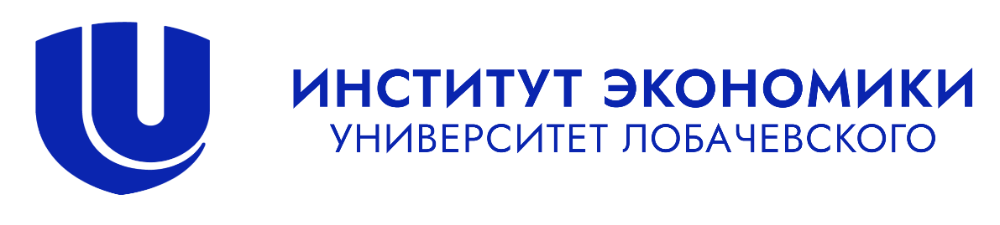 ИНСТИТУТ ЭКОНОМИКИ
УНИВЕРСИТЕТ ЛОБАЧЕВСКОГО